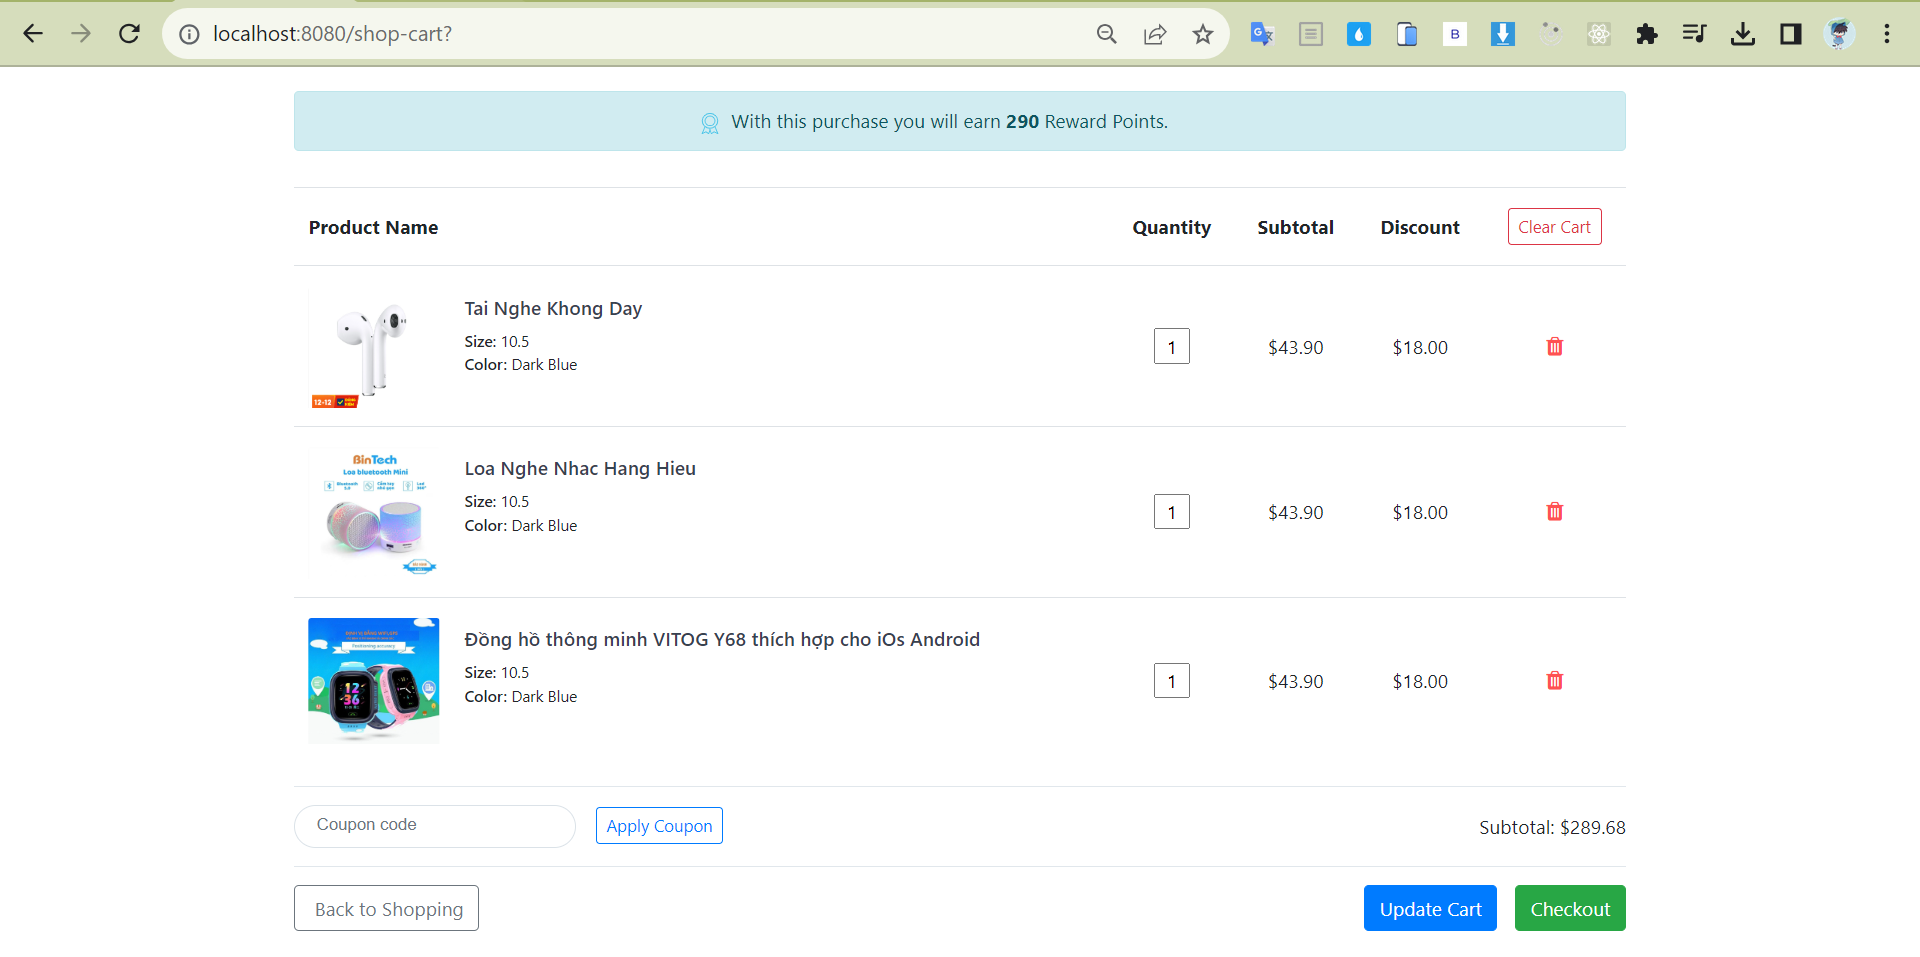 localhost:8080/shop-cart?
With this purchase you will earn 290 Reward Points.
Product Name Quantity Subtotal Discount Clear Cart
Tai Nghe Khong Day
Size: 10.5
Color: Dark Blue
1 $43.90 $18.00
12-12
BinTech
Loa bluetooth Mini
Loa Nghe Nhac Hang Hieu
Size: 10.5
Color: Dark Blue
1 $43.90 $18.00
Positioning accuracy
12
36
Đồng hồ thông minh VITOG Y68 thích hợp cho iOs Android
Size: 10.5
Color: Dark Blue
1 $43.90 $18.00
Coupon code Apply Coupon Subtotal: $289.68
Back to Shopping Update Cart Checkout